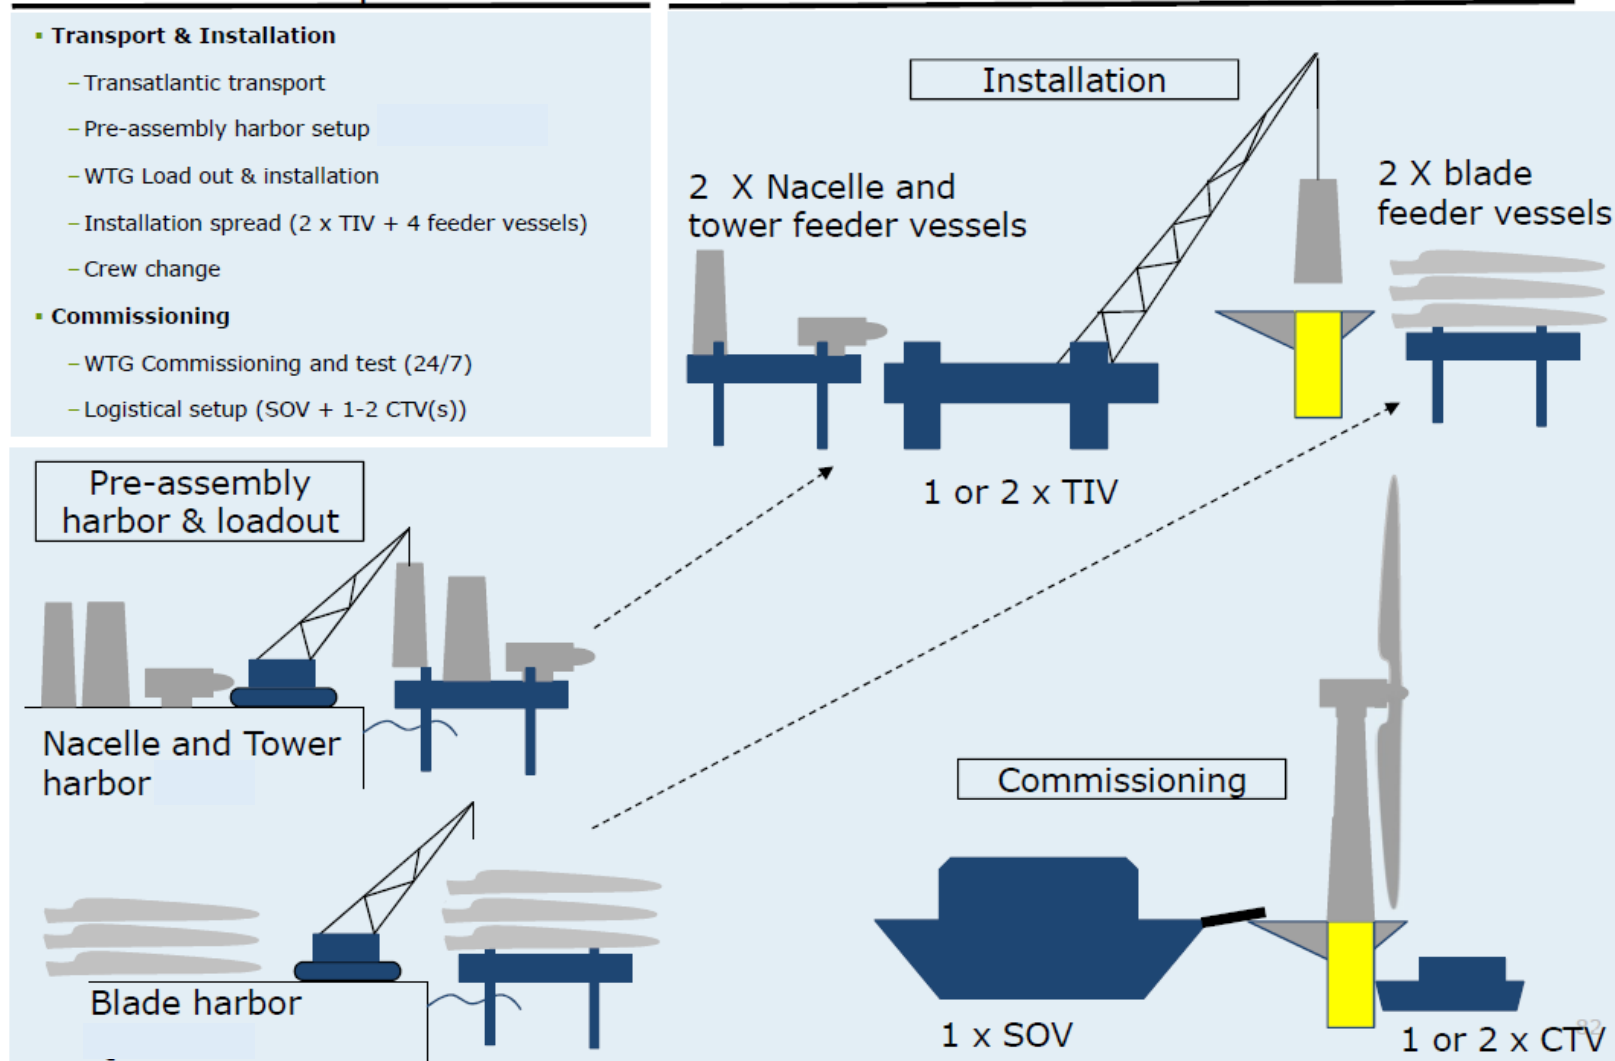 ▪ Transport & Installation
– Transatlantic transport
– Pre-assembly harbor setup
– WTG Load out & installation
– Installation spread (2 x TIV + 4 feeder vessels)
– Crew change
▪ Commissioning
– WTG Commissioning and test (24/7)
– Logistical setup (SOV + 1-2 CTV(s))
Installation
2 X Nacelle and
tower feeder vessels
2 X blade
feeder vessels
1 or 2 x TIV
Pre-assembly
harbor & loadout
Nacelle and Tower
harbor
Blade harbor
Commissioning
1 x SOV
1 or 2 x CTV
82